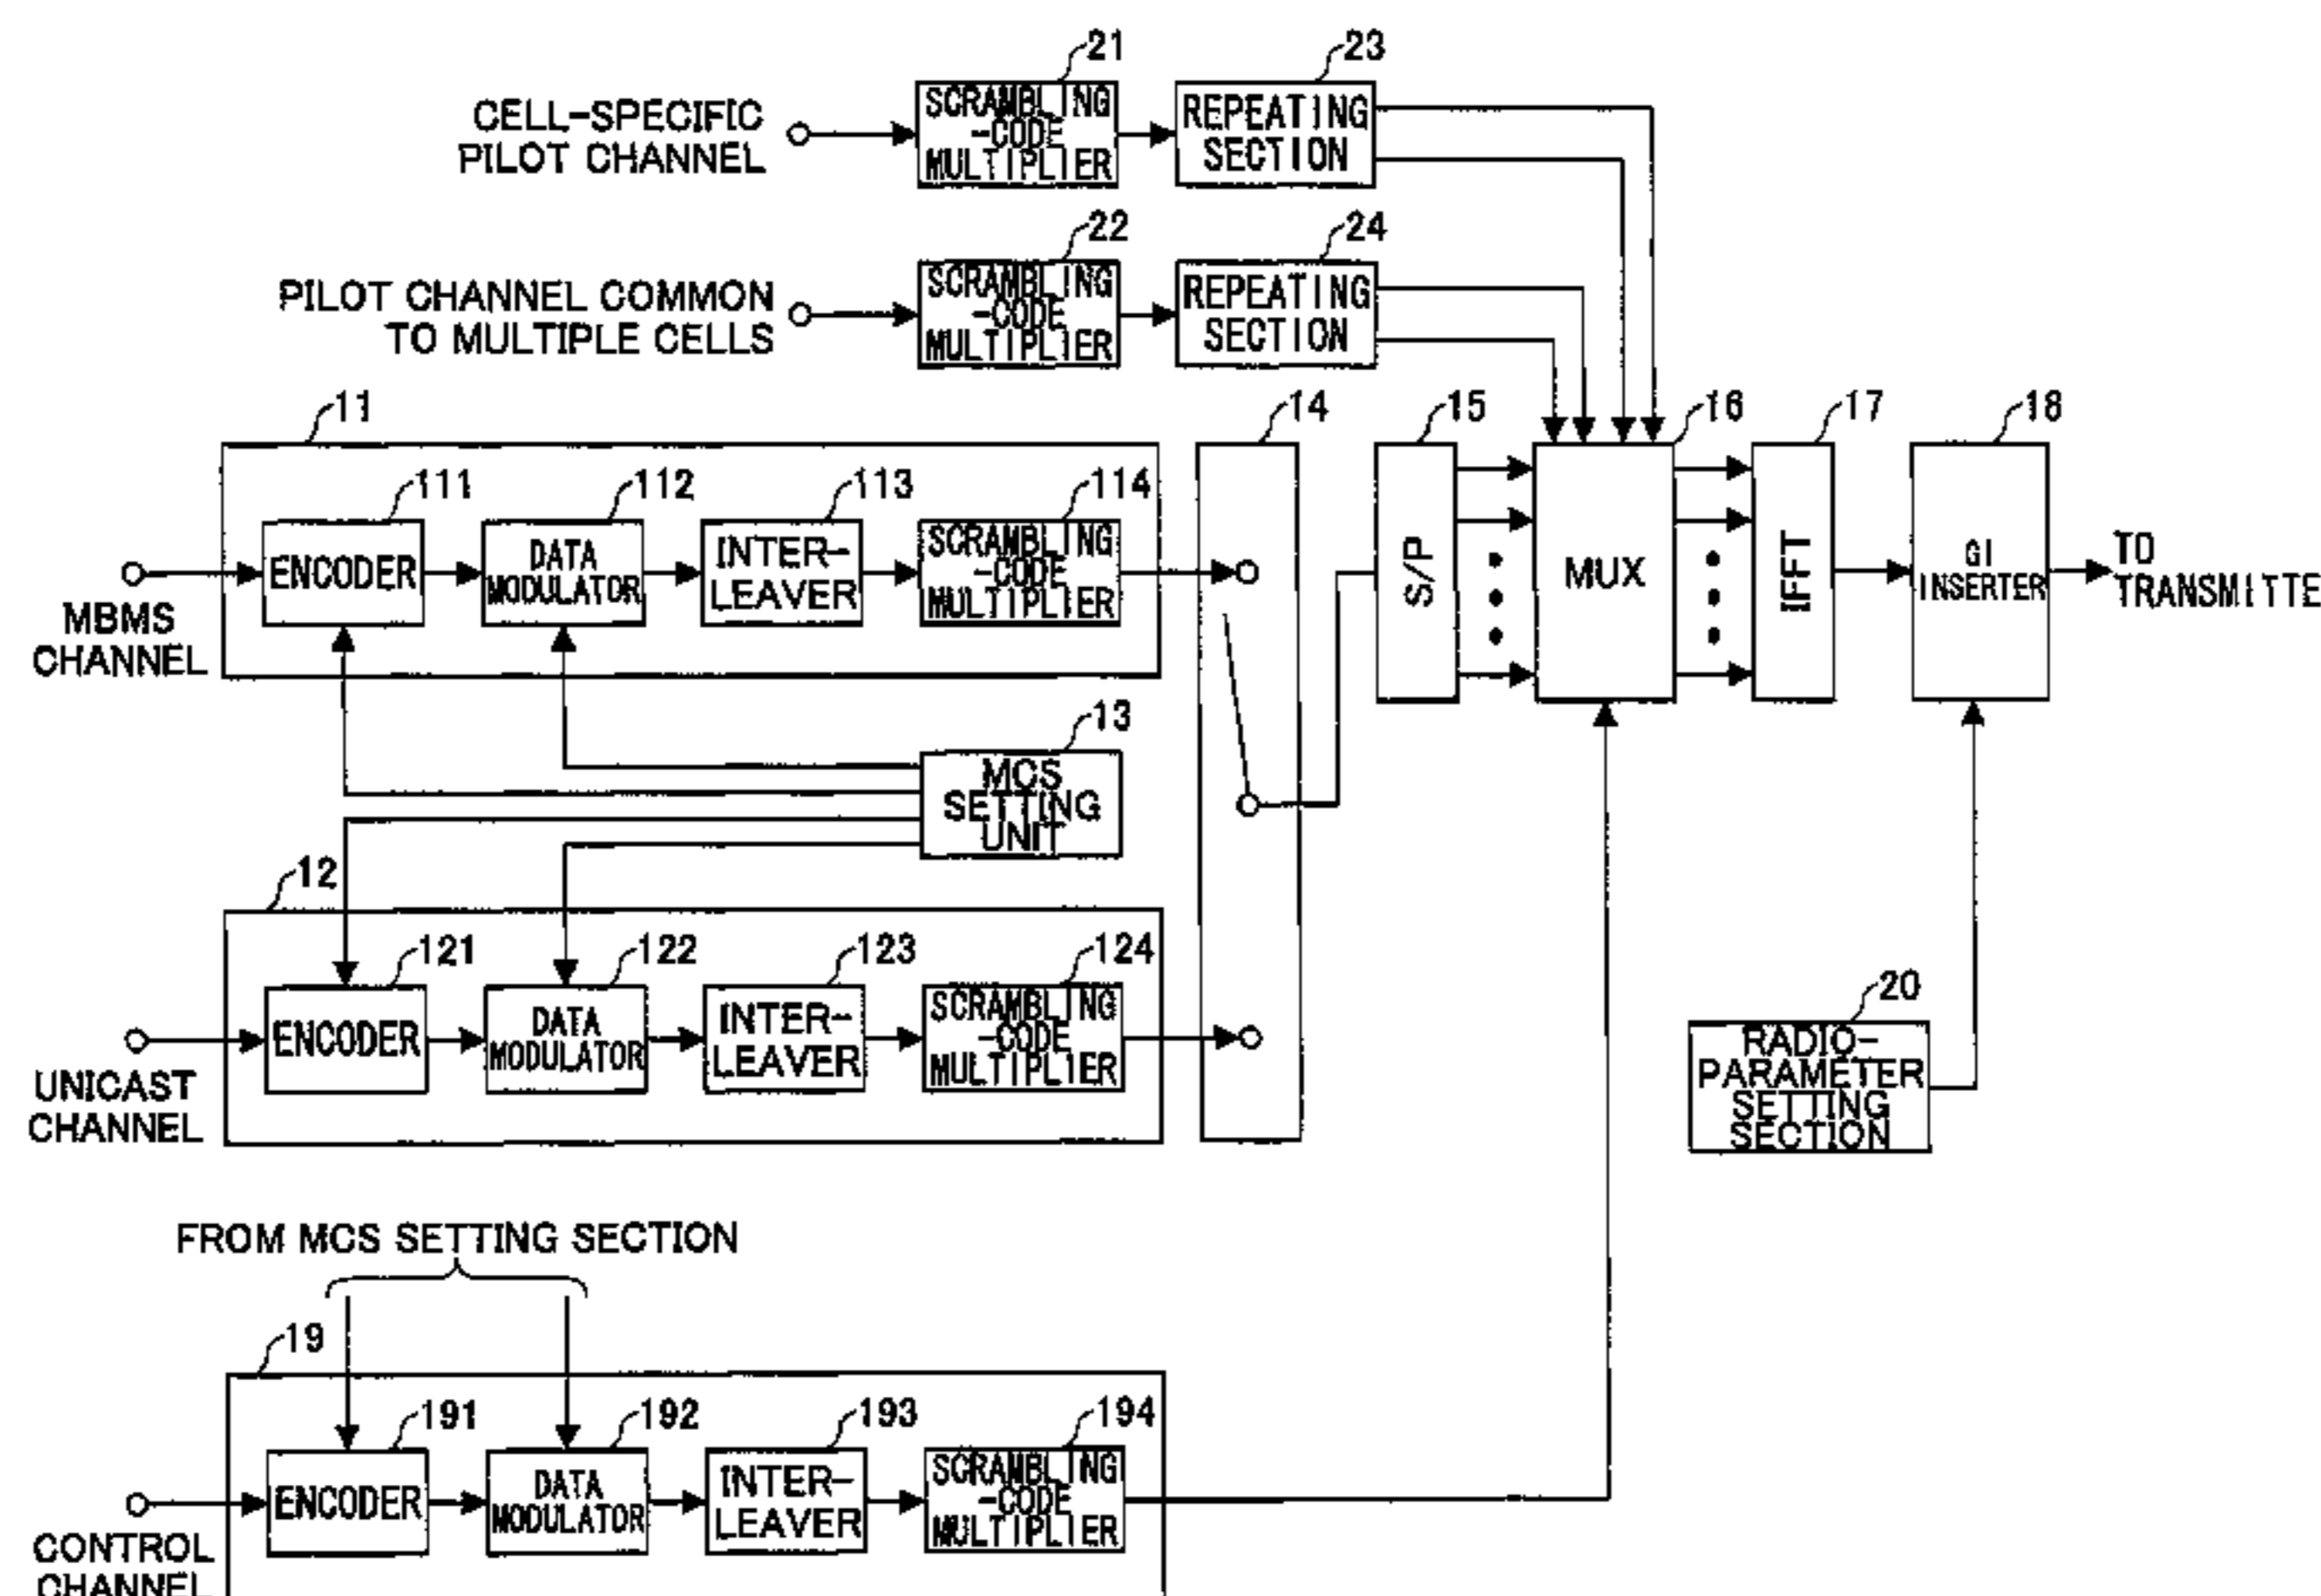 21
23
CELL-SPECIFIC
PILOT CHANNEL
SCRAMBLING
-CODE
MULTIPLIER
REPEATING
SECTION
22
24
PILOT CHANNEL COMMON
TO MULTIPLE CELLS
SCRAMBLING
-CODE
MULTIPLIER
REPEATING
SECTION
11
14
15
16
17
18
111
112
113
114
ENCODER
DATA
MODULATOR
INTER-
LEAVER
SCRAMBLING
-CODE
MULTIPLIER
S/P
MUX
IFFT
GI
INSERTER
TO
TRANSMITTE
MBMS
CHANNEL
13
MCS
SETTING
UNIT
12
121
122
123
124
ENCODER
DATA
MODULATOR
INTER-
LEAVER
SCRAMBLING
-CODE
MULTIPLIER
UNICAST
CHANNEL
20
RADIO-
PARAMETER
SETTING
SECTION
FROM MCS SETTING SECTION
19
191
192
193
194
ENCODER
DATA
MODULATOR
INTER-
LEAVER
SCRAMBLING
-CODE
MULTIPLIER
CONTROL
CHANNEL